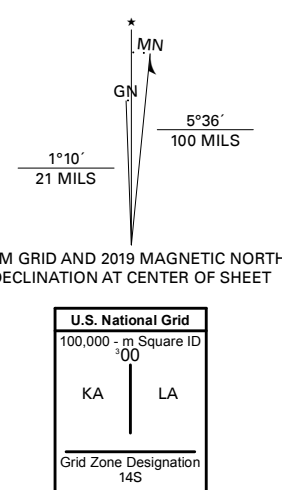 ★
MN
GN
5°36´
100 MILS
1°10´
21 MILS
M GRID AND 2019 MAGNETIC NORTH
DECLINATION AT CENTER OF SHEET
U.S. National Grid
100,000 - m Square ID
³00
KA LA
Grid Zone Designation
14S